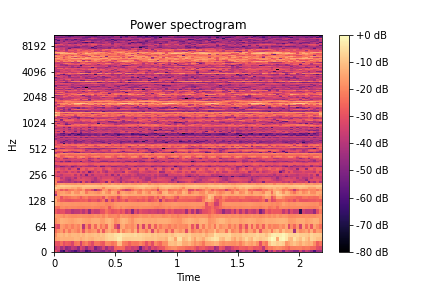 Power spectrogram
8192
4096
2048
1024
512
256
128
64
0
Hz
0
0.5
1
1.5
2
Time
+0 dB
-10 dB
-20 dB
-30 dB
-40 dB
-50 dB
-60 dB
-70 dB
-80 dB